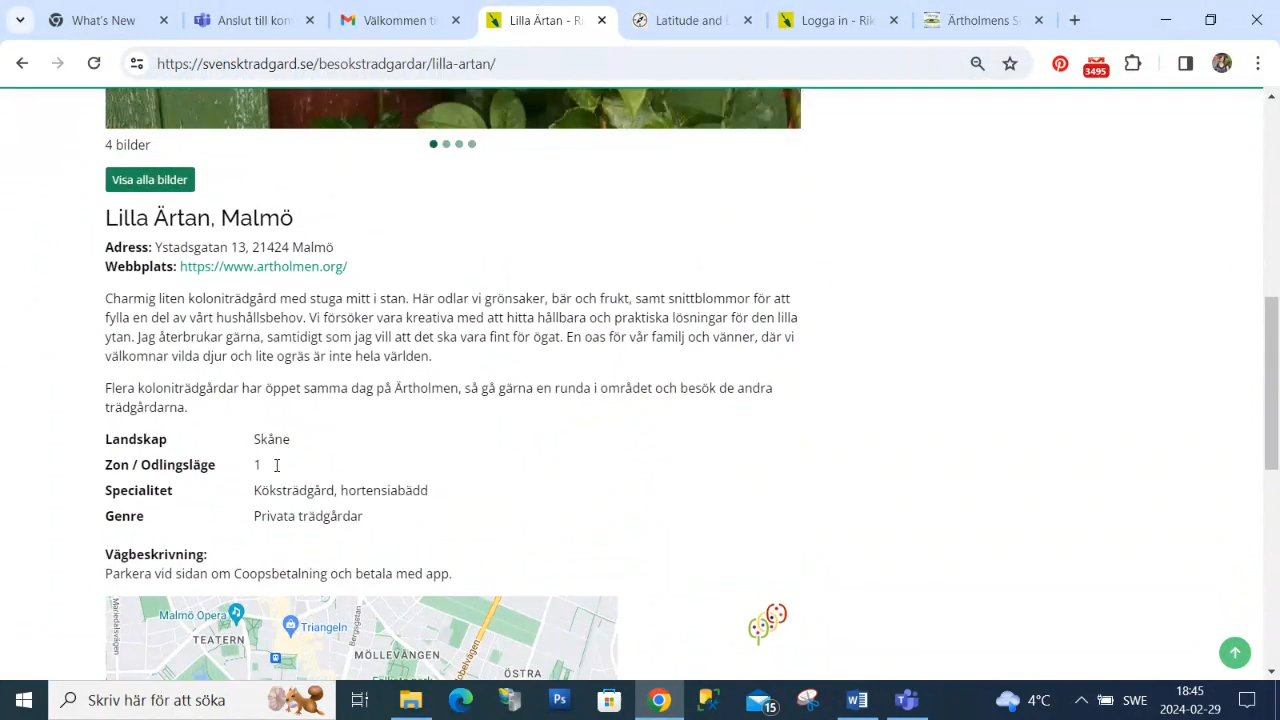 What's New
Anslut till kon
Välkommen ti
Lilla Ärtan - Ri
Latitude and L
Logga in - Rik
Ärtholmens S
https://svensktradgard.se/besokstradgardar/lilla-artan/
3495
4 bilder
Visa alla bilder
Lilla Ärtan, Malmö
Adress: Ystadsgatan 13, 21424 Malmö
Webbplats: https://www.artholmen.org/
Charmig liten koloniträdgård med stuga mitt i stan. Här odlar vi grönsaker, bär och frukt, samt snittblommor för att
fylla en del av vårt hushållsbehov. Vi försöker vara kreativa med att hitta hållbara och praktiska lösningar för den lilla
ytan. Jag återbrukar gärna, samtidigt som jag vill att det ska vara fint för ögat. En oas för vår familj och vänner, där vi
välkomnar vilda djur och lite ogräs är inte hela världen.
Flera koloniträdgårdar har öppet samma dag på Ärtholmen, så gå gärna en runda i området och besök de andra
trädgårdarna.
Landskap Skåne
Zon / Odlingsläge 1
Specialitet Köksträdgård, hortensiabädd
Genre Privata trädgårdar
Vägbeskrivning:
Parkera vid sidan om Coopsbetalning och betala med app.
Malmö Opera
TEATERN
Triangeln
MÖLLEVÅNGEN
ÖSTRA
Skriv här för att söka
Ps
15
4°C
SWE
18:45
2024-02-29